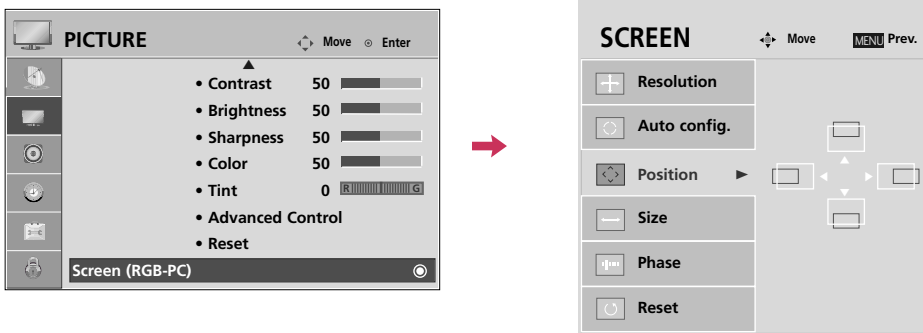 PICTURE
Move
Enter
• Contrast 50
• Brightness 50
• Sharpness 50
• Color 50
• Tint 0 R G
• Advanced Control
• Reset
Screen (RGB-PC)
SCREEN
Move
MENU Prev.
Resolution
Auto config.
Position
Size
Phase
Reset